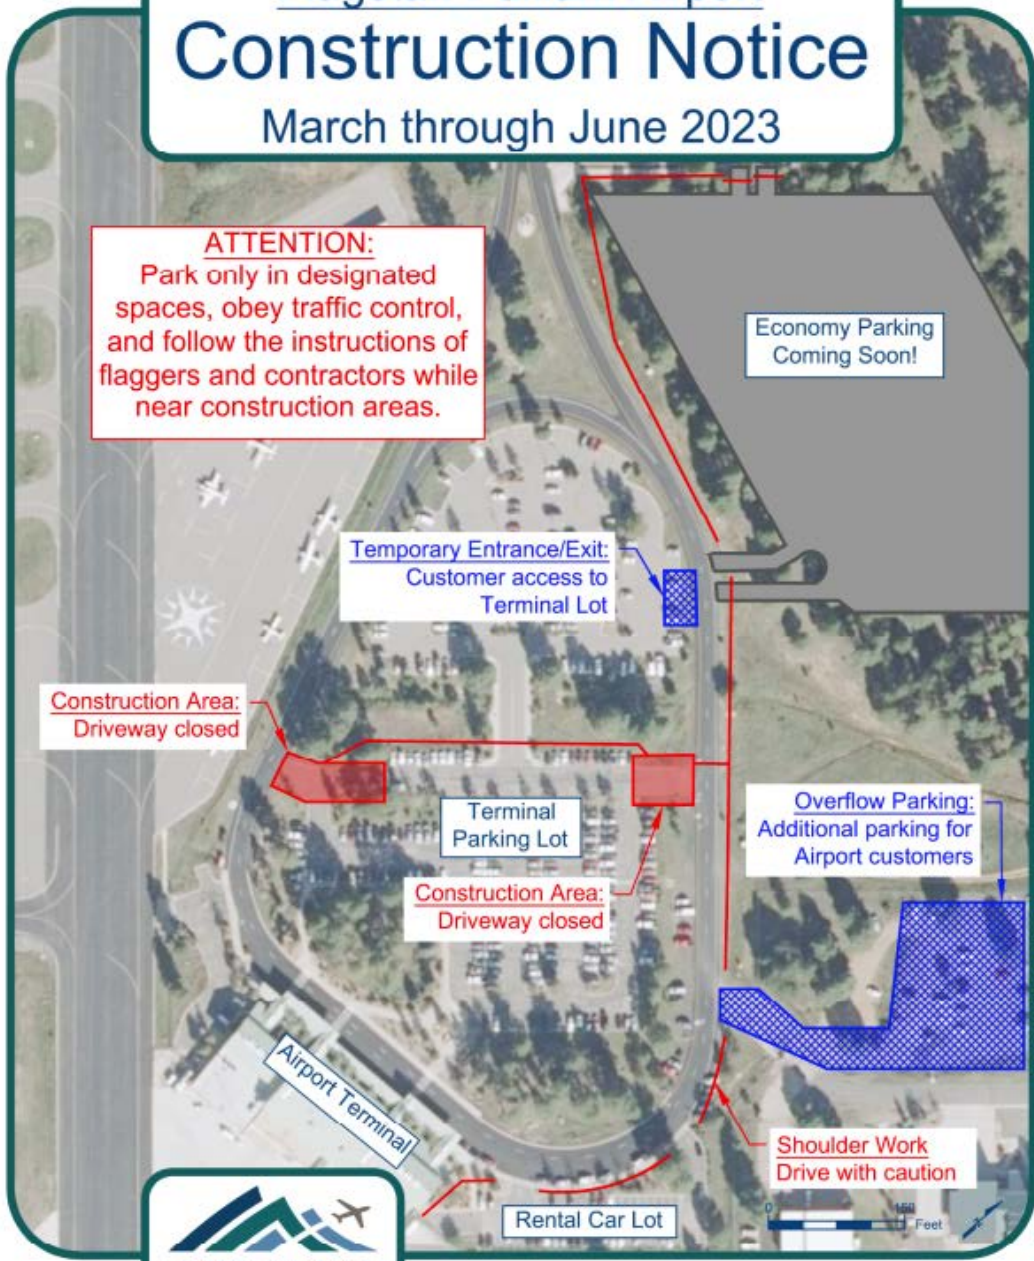 Construction Notice
March through June 2023
ATTENTION:
Park only in designated
spaces, obey traffic control,
and follow the instructions of
flaggers and contractors while
near construction areas.
Economy Parking
Coming Soon!
Temporary Entrance/Exit:
Customer access to
Terminal Lot
Construction Area:
Driveway closed
Terminal
Parking Lot
Overflow Parking:
Additional parking for
Airport customers
Construction Area:
Driveway closed
Airport Terminal
Shoulder Work
Drive with caution
Rental Car Lot
0 150
Feet